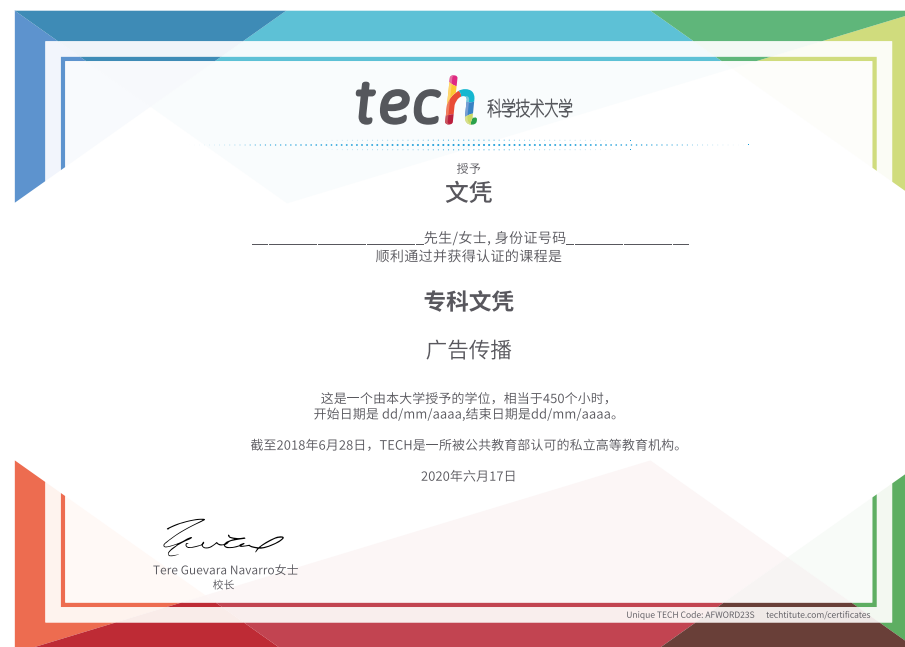 tech 科学技术大学
授予
文凭
________________________先生/女士, 身份证号码_________________
顺利通过并获得认证的课程是
专科文凭
广告传播
这是一个由本大学授予的学位，相当于450个小时，
开始日期是 dd/mm/aaaa,结束日期是dd/mm/aaaa。
截至2018年6月28日，TECH是一所被公共教育部认可的私立高等教育机构。
2020年六月17日
Tere Guevara Navarro女士
校长
Unique TECH Code: AFWORD23S techtitute.com/certificates